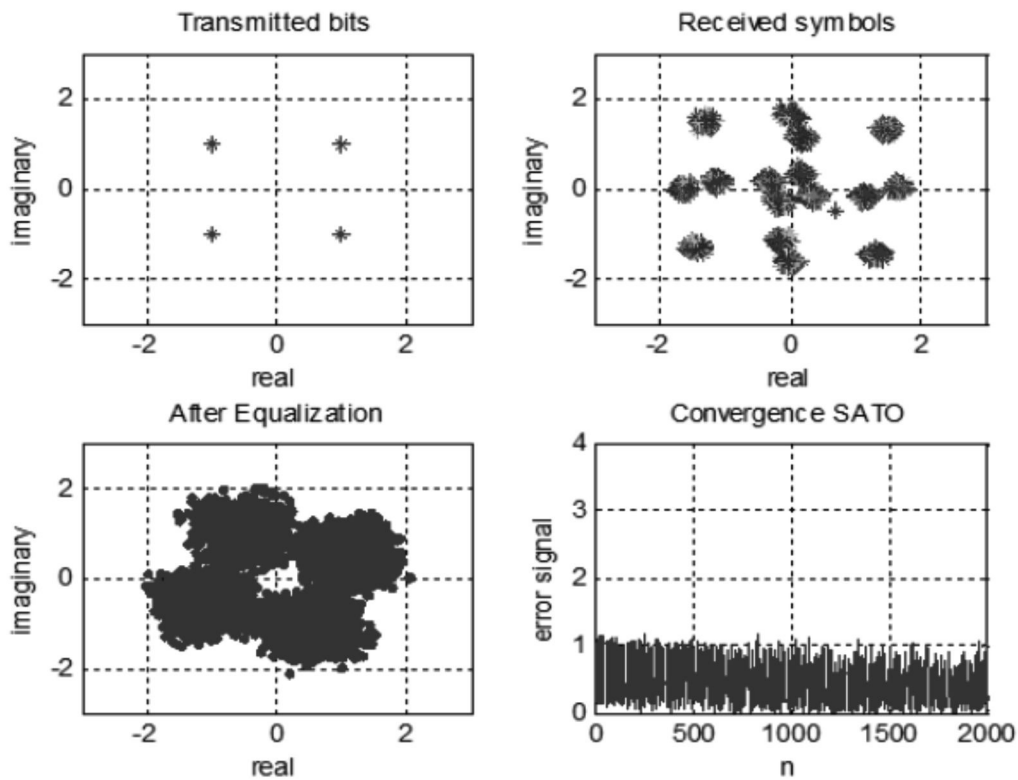 Transmitted bits
2
0
-2
imaginary
-2 0 2
real
Received symbols
2
0
-2
imaginary
-2 0 2
real
After Equalization
2
0
-2
imaginary
-2 0 2
real
Convergence SATO
4
3
2
1
0
error signal
0 500 1000 1500 2000
n